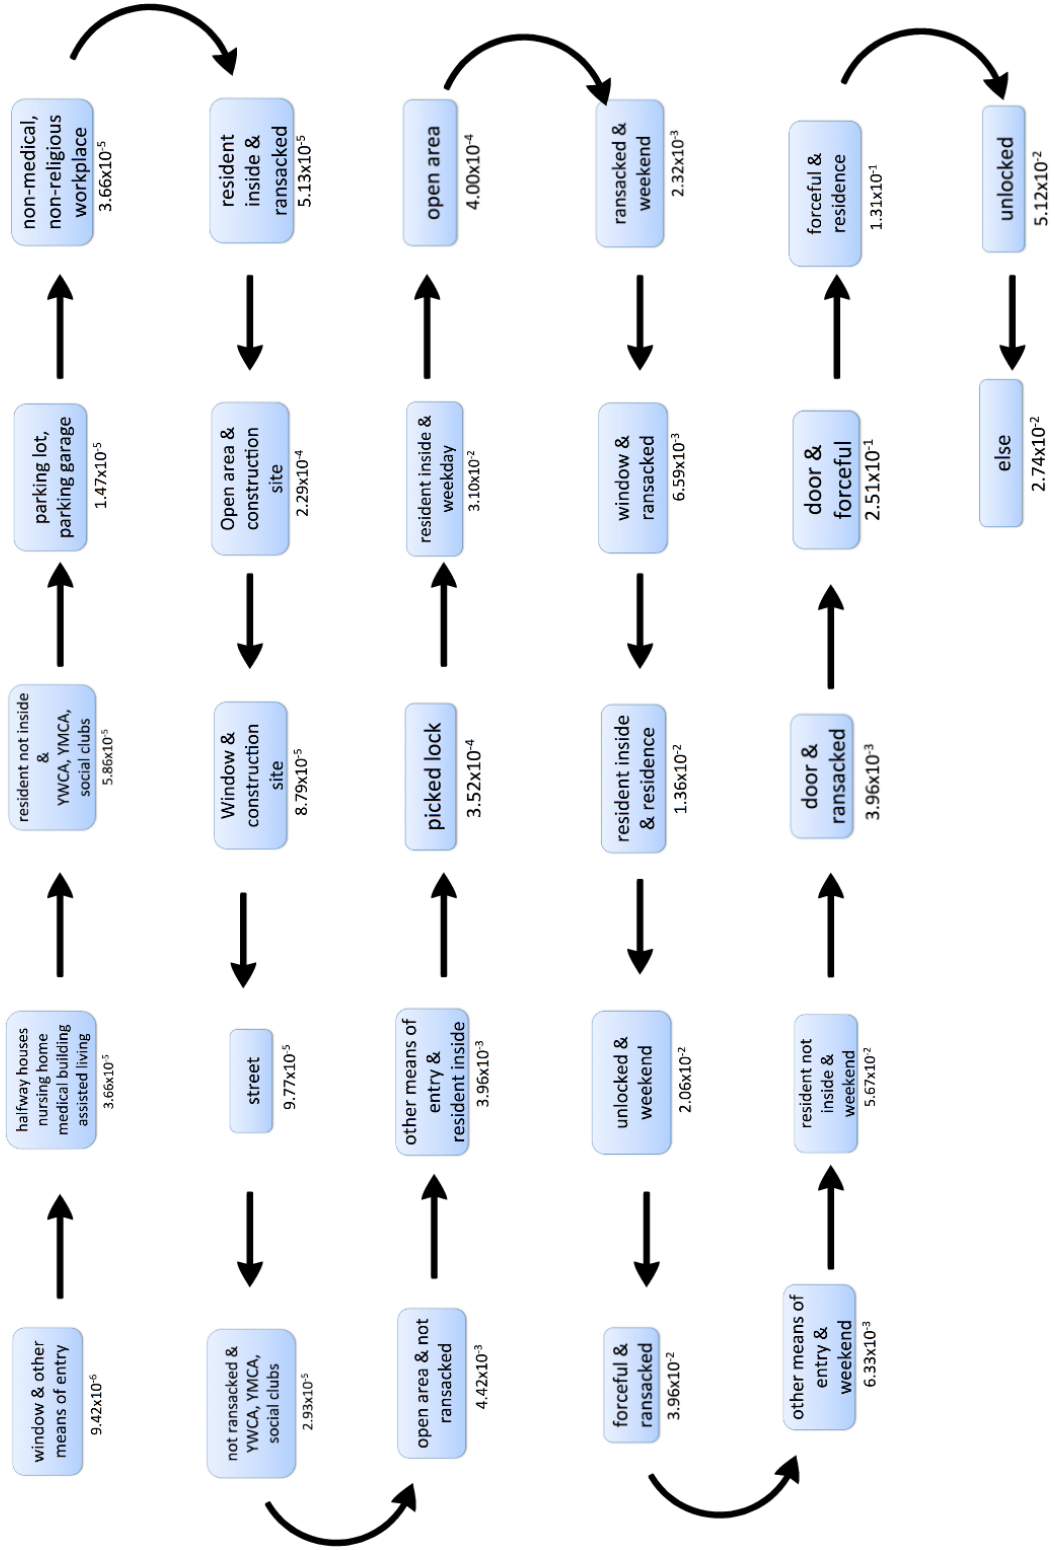 window & other
means of entry
9.42x10-6
halfway houses
nursing home
medical building
assisted living
3.66x10-5
resident not inside
&
YWCA, YMCA,
social clubs
5.86x10-5
parking lot,
parking garage
1.47x10-5
non-medical,
non-religious
workplace
3.66x10-5
resident
inside &
ransacked
5.13x10-5
Open area &
construction
site
2.29x10-4
Window &
construction
site
8.79x10-5
street
9.77x10-5
not ransacked &
YWCA, YMCA,
social clubs
2.93x10-5
open area & not
ransacked
4.42x10-3
other means of
entry &
resident inside
3.96x10-3
picked lock
3.52x10-4
resident inside &
weekday
3.10x10-2
open area
4.00x10-4
ransacked &
weekend
2.32x10-3
window &
ransacked
6.59x10-3
resident inside
& residence
1.36x10-2
unlocked &
weekend
2.06x10-2
forceful &
ransacked
3.96x10-2
other means of
entry &
weekend
6.33x10-3
resident not
inside &
weekend
5.67x10-2
door &
ransacked
3.96x10-3
door &
forceful
2.51x10-1
forceful &
residence
1.31x10-1
unlocked
5.12x10-2
else
2.74x10-2